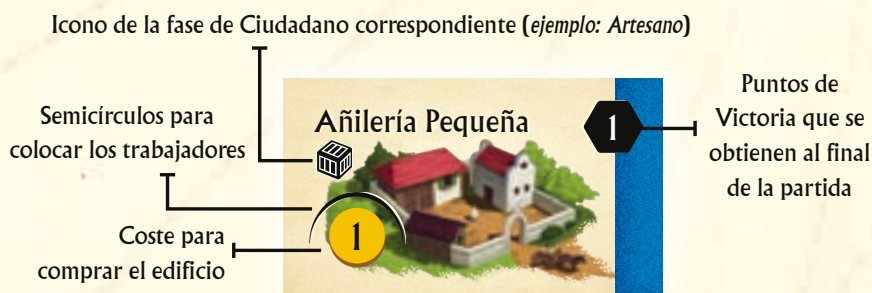 Icono de la fase de Ciudadano correspondiente (ejemplo: Artesano)
Semicírculos para
colocar los trabajadores
Coste para
comprar el edificio
Añilería Pequeña
1
1
Puntos de
Victoria que se
obtienen al final
de la partida